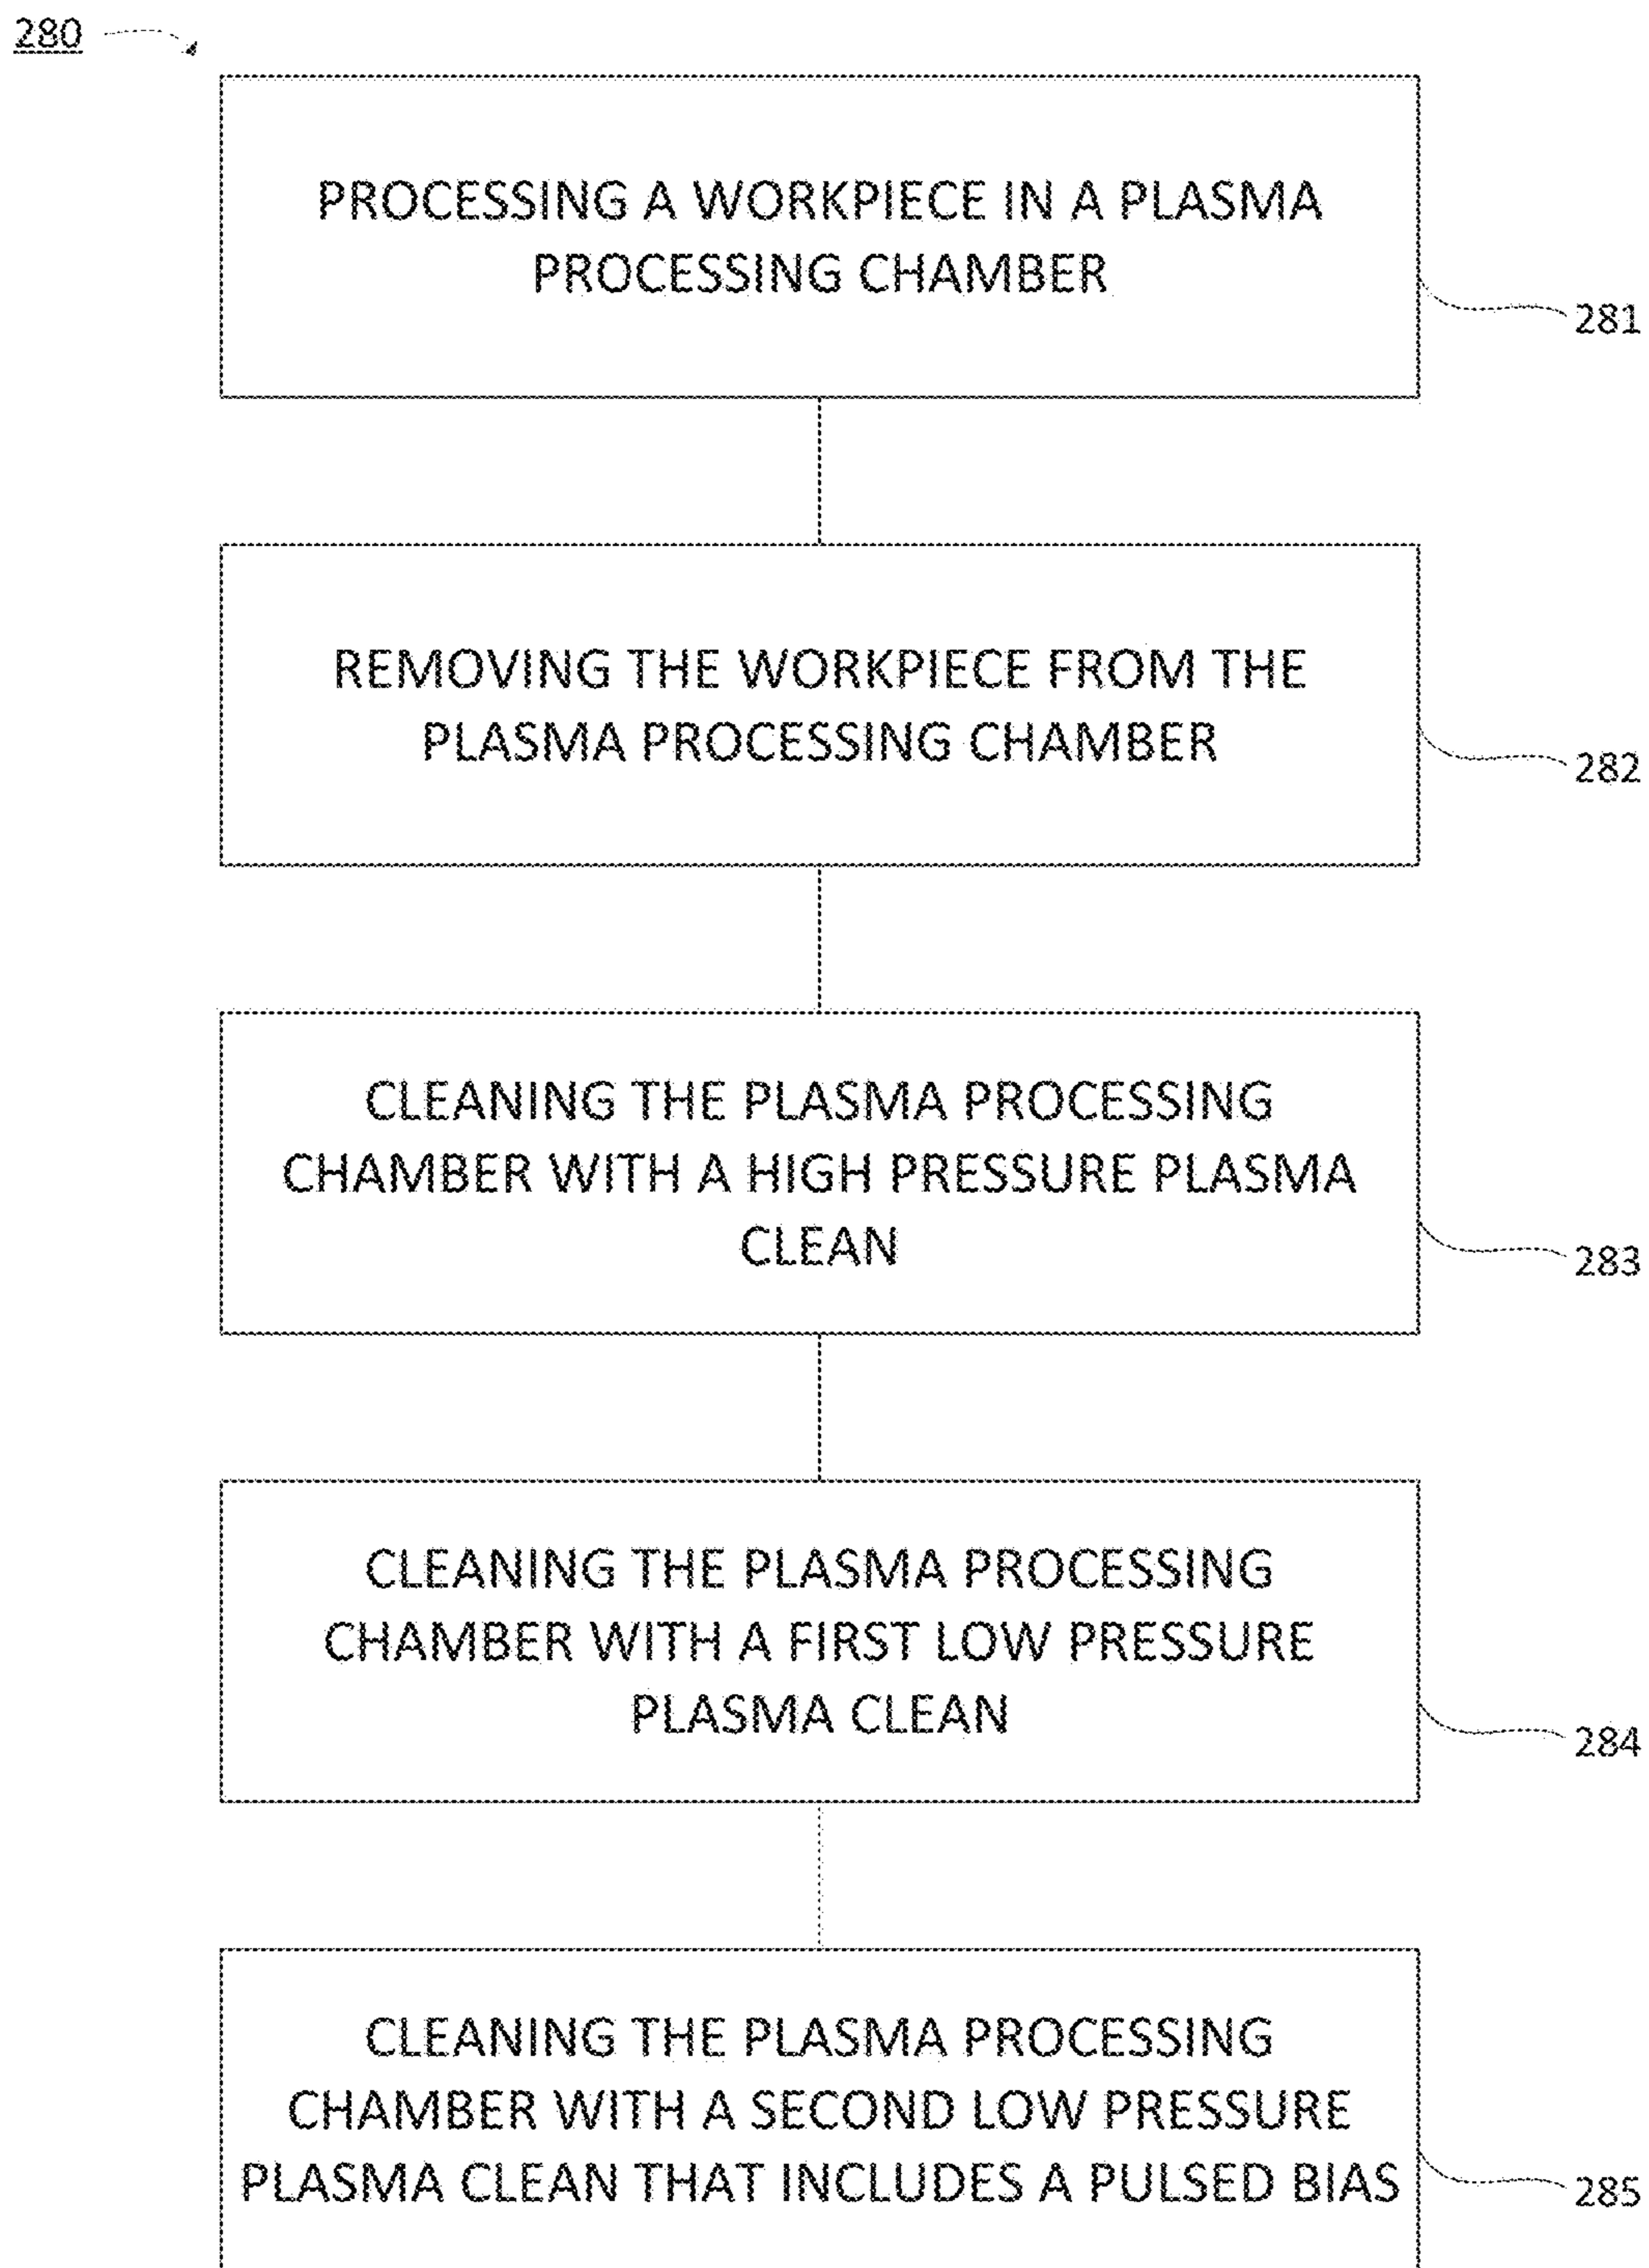 280
PROCESSING A WORKPIECE IN A PLASMA
PROCESSING CHAMBER
281
REMOVING THE WORKPIECE FROM THE
PLASMA PROCESSING CHAMBER
282
CLEANING THE PLASMA PROCESSING
CHAMBER WITH A HIGH PRESSURE PLASMA
CLEAN
283
CLEANING THE PLASMA PROCESSING
CHAMBER WITH A FIRST LOW PRESSURE
PLASMA CLEAN
284
CLEANING THE PLASMA PROCESSING
CHAMBER WITH A SECOND LOW PRESSURE
PLASMA CLEAN THAT INCLUDES A PULSED BIAS
285